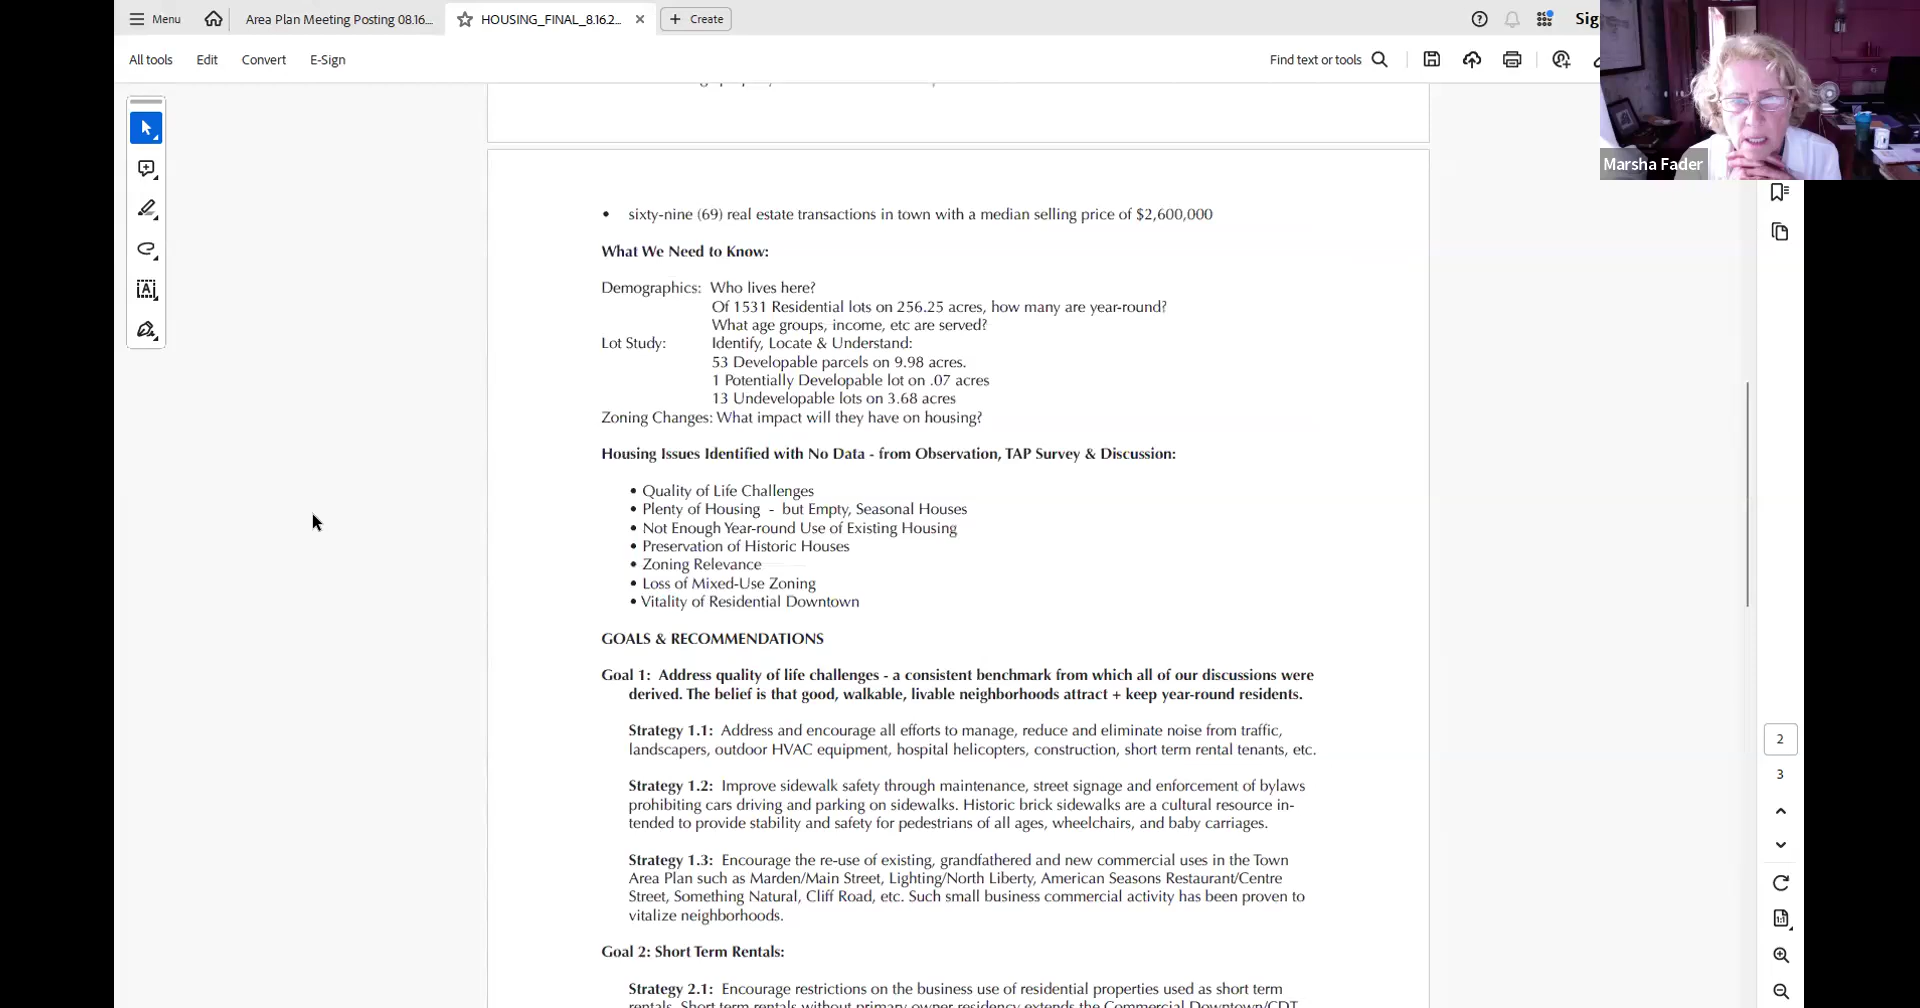 Menu
Area Plan Meeting Posting 08.16...
HOUSING_FINAL_8.16.2...
Create
All tools
Edit
Convert
E-Sign
Find text or tools
Marsha Fader
• sixty-nine (69) real estate transactions in town with a median selling price of $2,600,000
What We Need to Know:
Demographics: Who lives here?
Of 1531 Residential lots on 256.25 acres, how many are year-round?
What age groups, income, etc are served?
Lot Study: Identify, Locate & Understand:
53 Developable parcels on 9.98 acres.
1 Potentially Developable lot on .07 acres
13 Undevelopable lots on 3.68 acres
Zoning Changes: What impact will they have on housing?
Housing Issues Identified with No Data - from Observation, TAP Survey & Discussion:
• Quality of Life Challenges
• Plenty of Housing - but Empty, Seasonal Houses
• Not Enough Year-round Use of Existing Housing
• Preservation of Historic Houses
• Zoning Relevance
• Loss of Mixed-Use Zoning
• Vitality of Residential Downtown
GOALS & RECOMMENDATIONS
Goal 1: Address quality of life challenges - a consistent benchmark from which all of our discussions were
derived. The belief is that good, walkable, livable neighborhoods attract + keep year-round residents.
Strategy 1.1: Address and encourage all efforts to manage, reduce and eliminate noise from traffic,
landscapers, outdoor HVAC equipment, hospital helicopters, construction, short term rental tenants, etc.
Strategy 1.2: Improve sidewalk safety through maintenance, street signage and enforcement of bylaws
prohibiting cars driving and parking on sidewalks. Historic brick sidewalks are a cultural resource in-
tended to provide stability and safety for pedestrians of all ages, wheelchairs, and baby carriages.
Strategy 1.3: Encourage the re-use of existing, grandfathered and new commercial uses in the Town
Area Plan such as Marden/Main Street, Lighting/North Liberty, American Seasons Restaurant/Centre
Street, Something Natural, Cliff Road, etc. Such small business commercial activity has been proven to
vitalize neighborhoods.
Goal 2: Short Term Rentals:
Strategy 2.1: Encourage restrictions on the business use of residential properties used as short term
rentals. Short term rentals without primary owner residency extends the Commercial Downtown/CDT
2
3